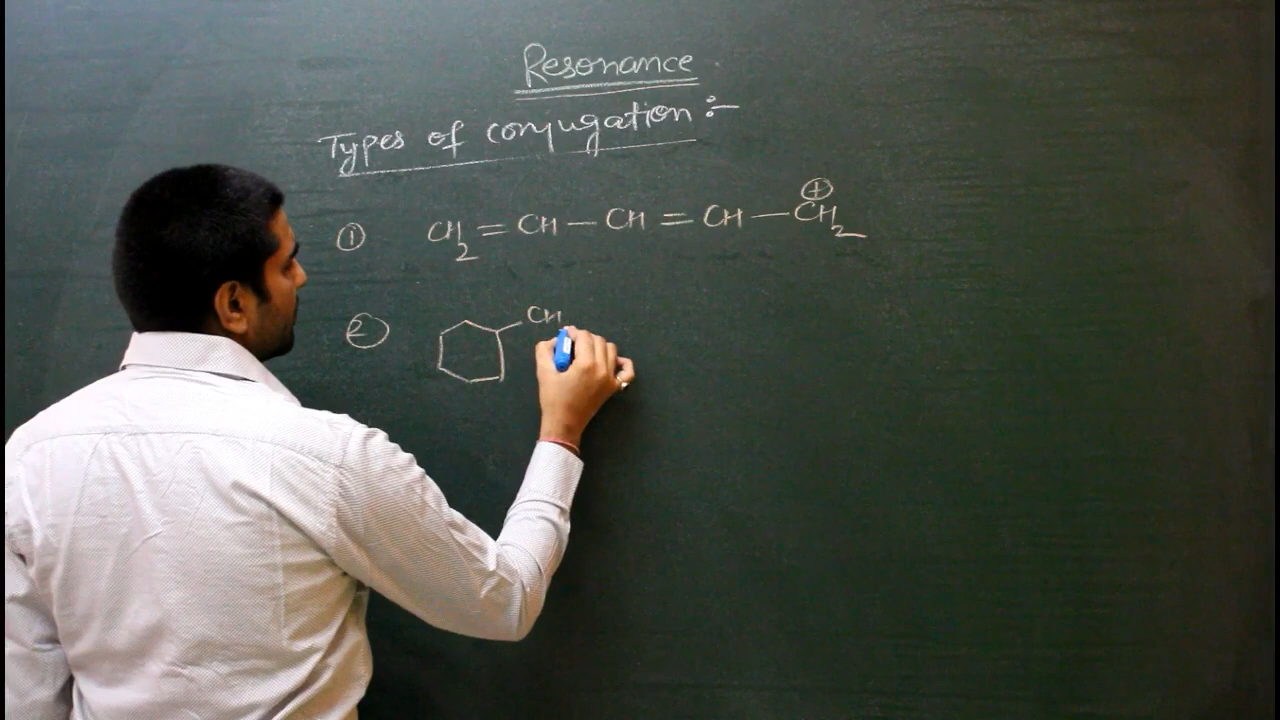 Resonance
Types of conjugation :-
① CH2 = CH — CH = CH — CH2 ⊕
② CH